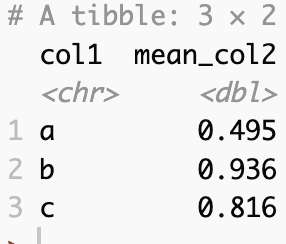 # A tibble: 3 × 2
col1 mean_col2
<chr> <dbl>
1 a 0.495
2 b 0.936
3 c 0.816